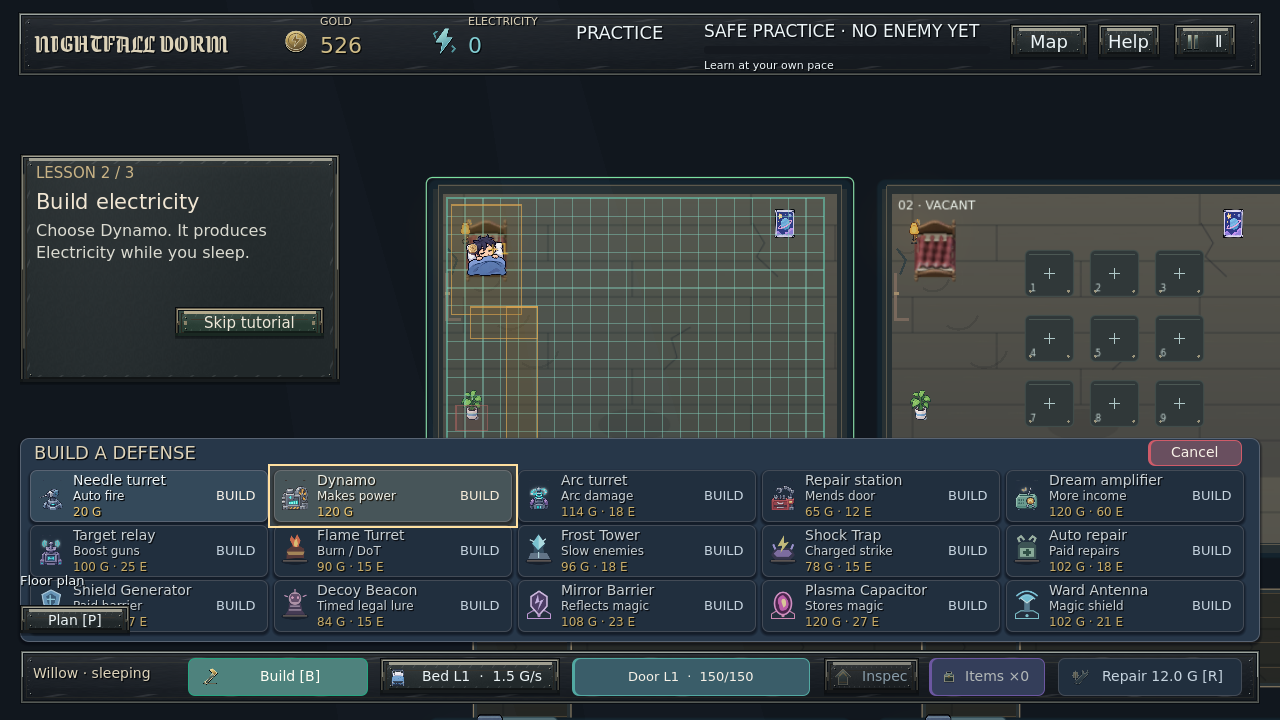 NIGHTFALL DORM
GOLD
526
ELECTRICITY
0
PRACTICE
SAFE PRACTICE · NO ENEMY YET
Learn at your own pace
Map
Help
LESSON 2 / 3
Build electricity
Choose Dynamo. It produces
Electricity while you sleep.
Skip tutorial
02 · VACANT
1
2
3
4
5
6
7
8
9
BUILD A DEFENSE
Cancel
Needle turret
Auto fire
20 G
BUILD
Dynamo
Makes power
120 G
BUILD
Arc turret
Arc damage
114 G · 18 E
BUILD
Repair station
Mends door
65 G · 12 E
BUILD
Dream amplifier
More income
120 G · 60 E
BUILD
Target relay
Boost guns
100 G · 25 E
BUILD
Flame Turret
Burn / DoT
90 G · 15 E
BUILD
Frost Tower
Slow enemies
96 G · 18 E
BUILD
Shock Trap
Charged strike
78 G · 15 E
BUILD
Auto repair
Paid repairs
102 G · 18 E
BUILD
Floor plan
Shield Generator
Paid barrier
7 E
BUILD
Plan [P]
Decoy Beacon
Timed legal lure
84 G · 15 E
BUILD
Mirror Barrier
Reflects magic
108 G · 23 E
BUILD
Plasma Capacitor
Stores magic
120 G · 27 E
BUILD
Ward Antenna
Magic shield
102 G · 21 E
BUILD
Willow · sleeping
Build [B]
Bed L1 · 1.5 G/s
Door L1 · 150/150
Inspec
Items ×0
Repair 12.0 G [R]